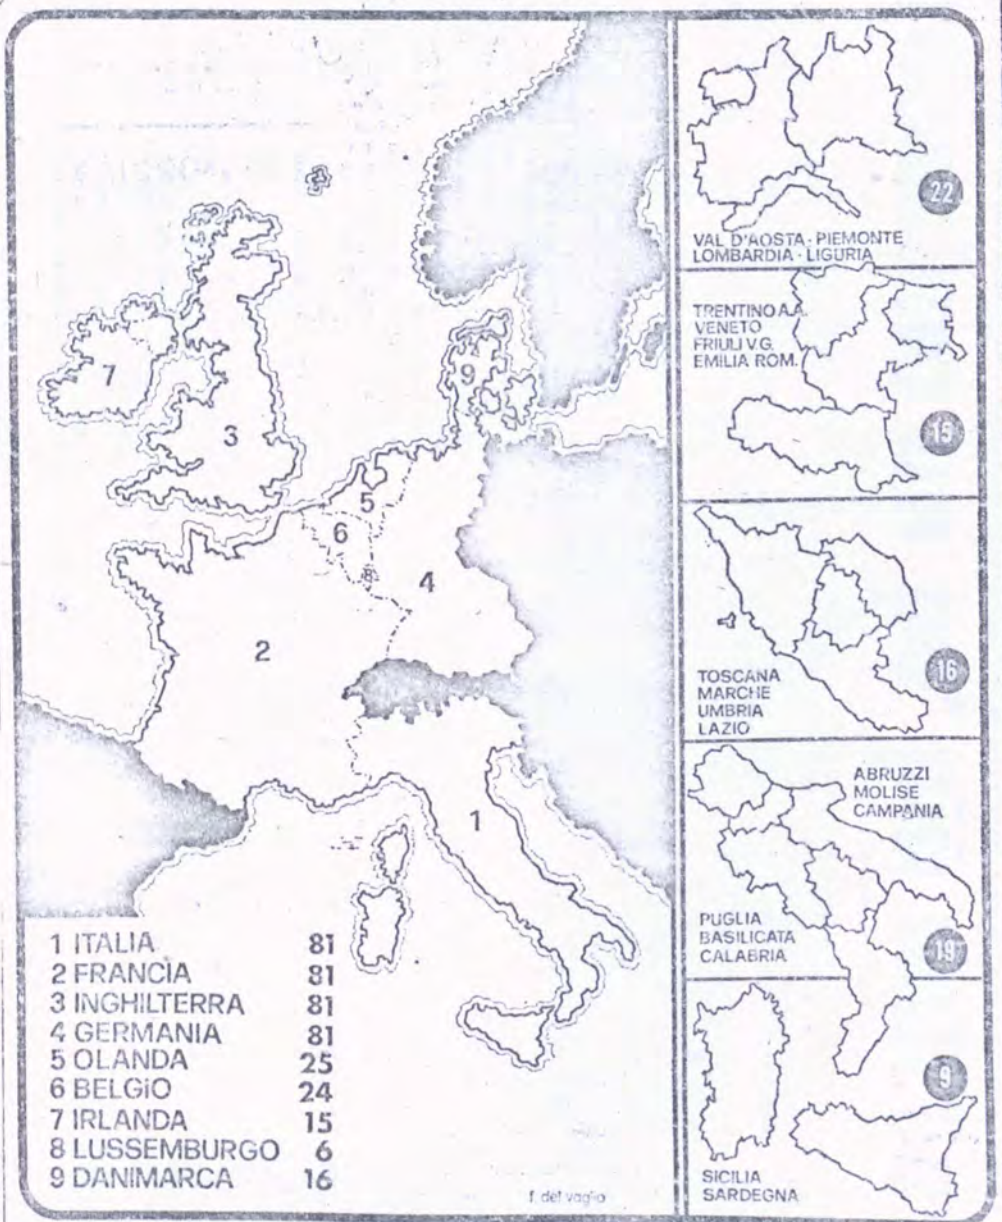 7
3
9
5
6
8
4
2
1
1 ITALIA 81
2 FRANCIA 81
3 INGHILTERRA 81
4 GERMANIA 81
5 OLANDA 25
6 BELGIO 24
7 IRLANDA 15
8 LUSSEMBURGO 6
9 DANIMARCA 16
f. del vaglio
22
VAL D'AOSTA - PIEMONTE
LOMBARDIA - LIGURIA
TRENTINO A.A.
VENETO
FRIULI V.G.
EMILIA ROM.
15
16
TOSCANA
MARCHE
UMBRIA
LAZIO
ABRUZZI
MOLISE
CAMPANIA
PUGLIA
BASILICATA
CALABRIA
19
9
SICILIA
SARDEGNA